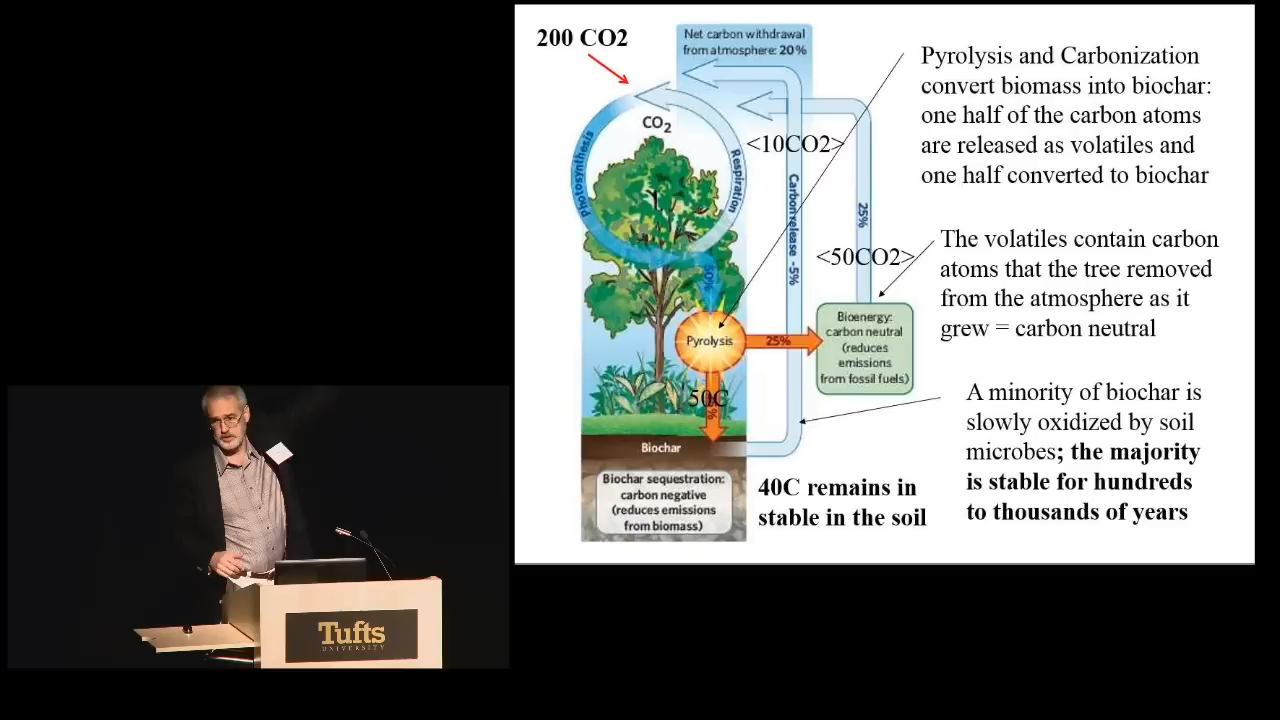 200 CO2
Net carbon withdrawal
from atmosphere: 20%
CO2
Photosynthesis
Respiration
<10CO2>
Carbon release -5%
25%
<50CO2>
50%
Pyrolysis
25%
Bioenergy:
carbon neutral
(reduces
emissions
from fossil fuels)
50C
Biochar
Biochar sequestration:
carbon negative
(reduces emissions
from biomass)
40C remains in
stable in the soil
Pyrolysis and Carbonization
convert biomass into biochar:
one half of the carbon atoms
are released as volatiles and
one half converted to biochar
The volatiles contain carbon
atoms that the tree removed
from the atmosphere as it
grew = carbon neutral
A minority of biochar is
slowly oxidized by soil
microbes; the majority
is stable for hundreds
to thousands of years
Tufts
UNIVERSITY